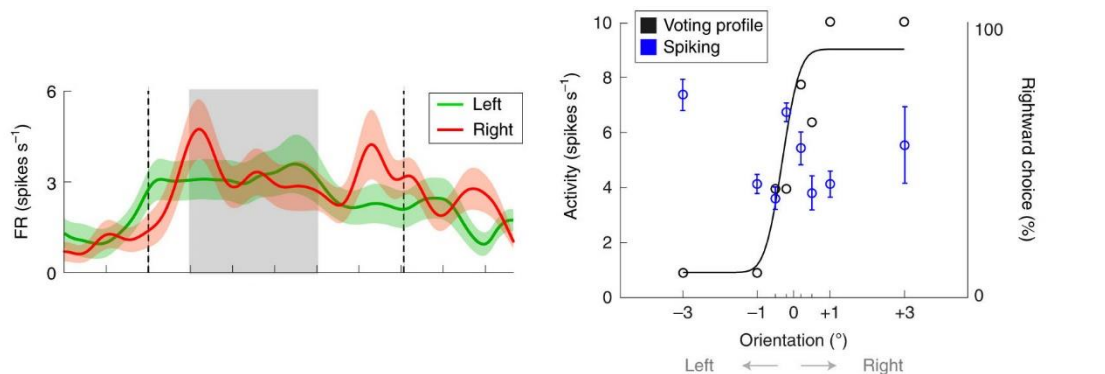 6
3
0
FR (spikes s⁻¹)
Left
Right
10
8
6
4
2
0
Activity (spikes s⁻¹)
Voting profile
Spiking
100
0
Rightward choice (%)
−3
−1
0
+1
+3
Orientation (°)
Left
Right